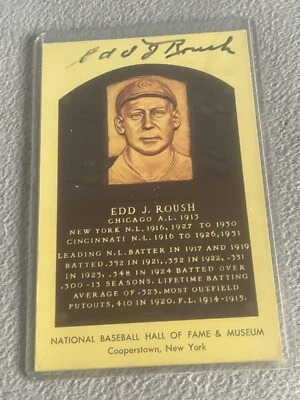 Edd J Roush
EDD J. ROUSH
CHICAGO A.L. 1913
NEW YORK N.L. 1916, 1927 TO 1930
CINCINNATI N.L. 1916 TO 1926, 1931
LEADING N.L. BATTER IN 1917 AND 1919
BATTED .352 IN 1921, .352 IN 1922, .351
IN 1923, .348 IN 1924 BATTED OVER
.300 - 13 SEASONS. LIFETIME BATTING
AVERAGE OF .323. MOST OUTFIELD
PUTOUTS, 410 IN 1920. F.L. 1914-1915.
NATIONAL BASEBALL HALL OF FAME & MUSEUM
Cooperstown, New York